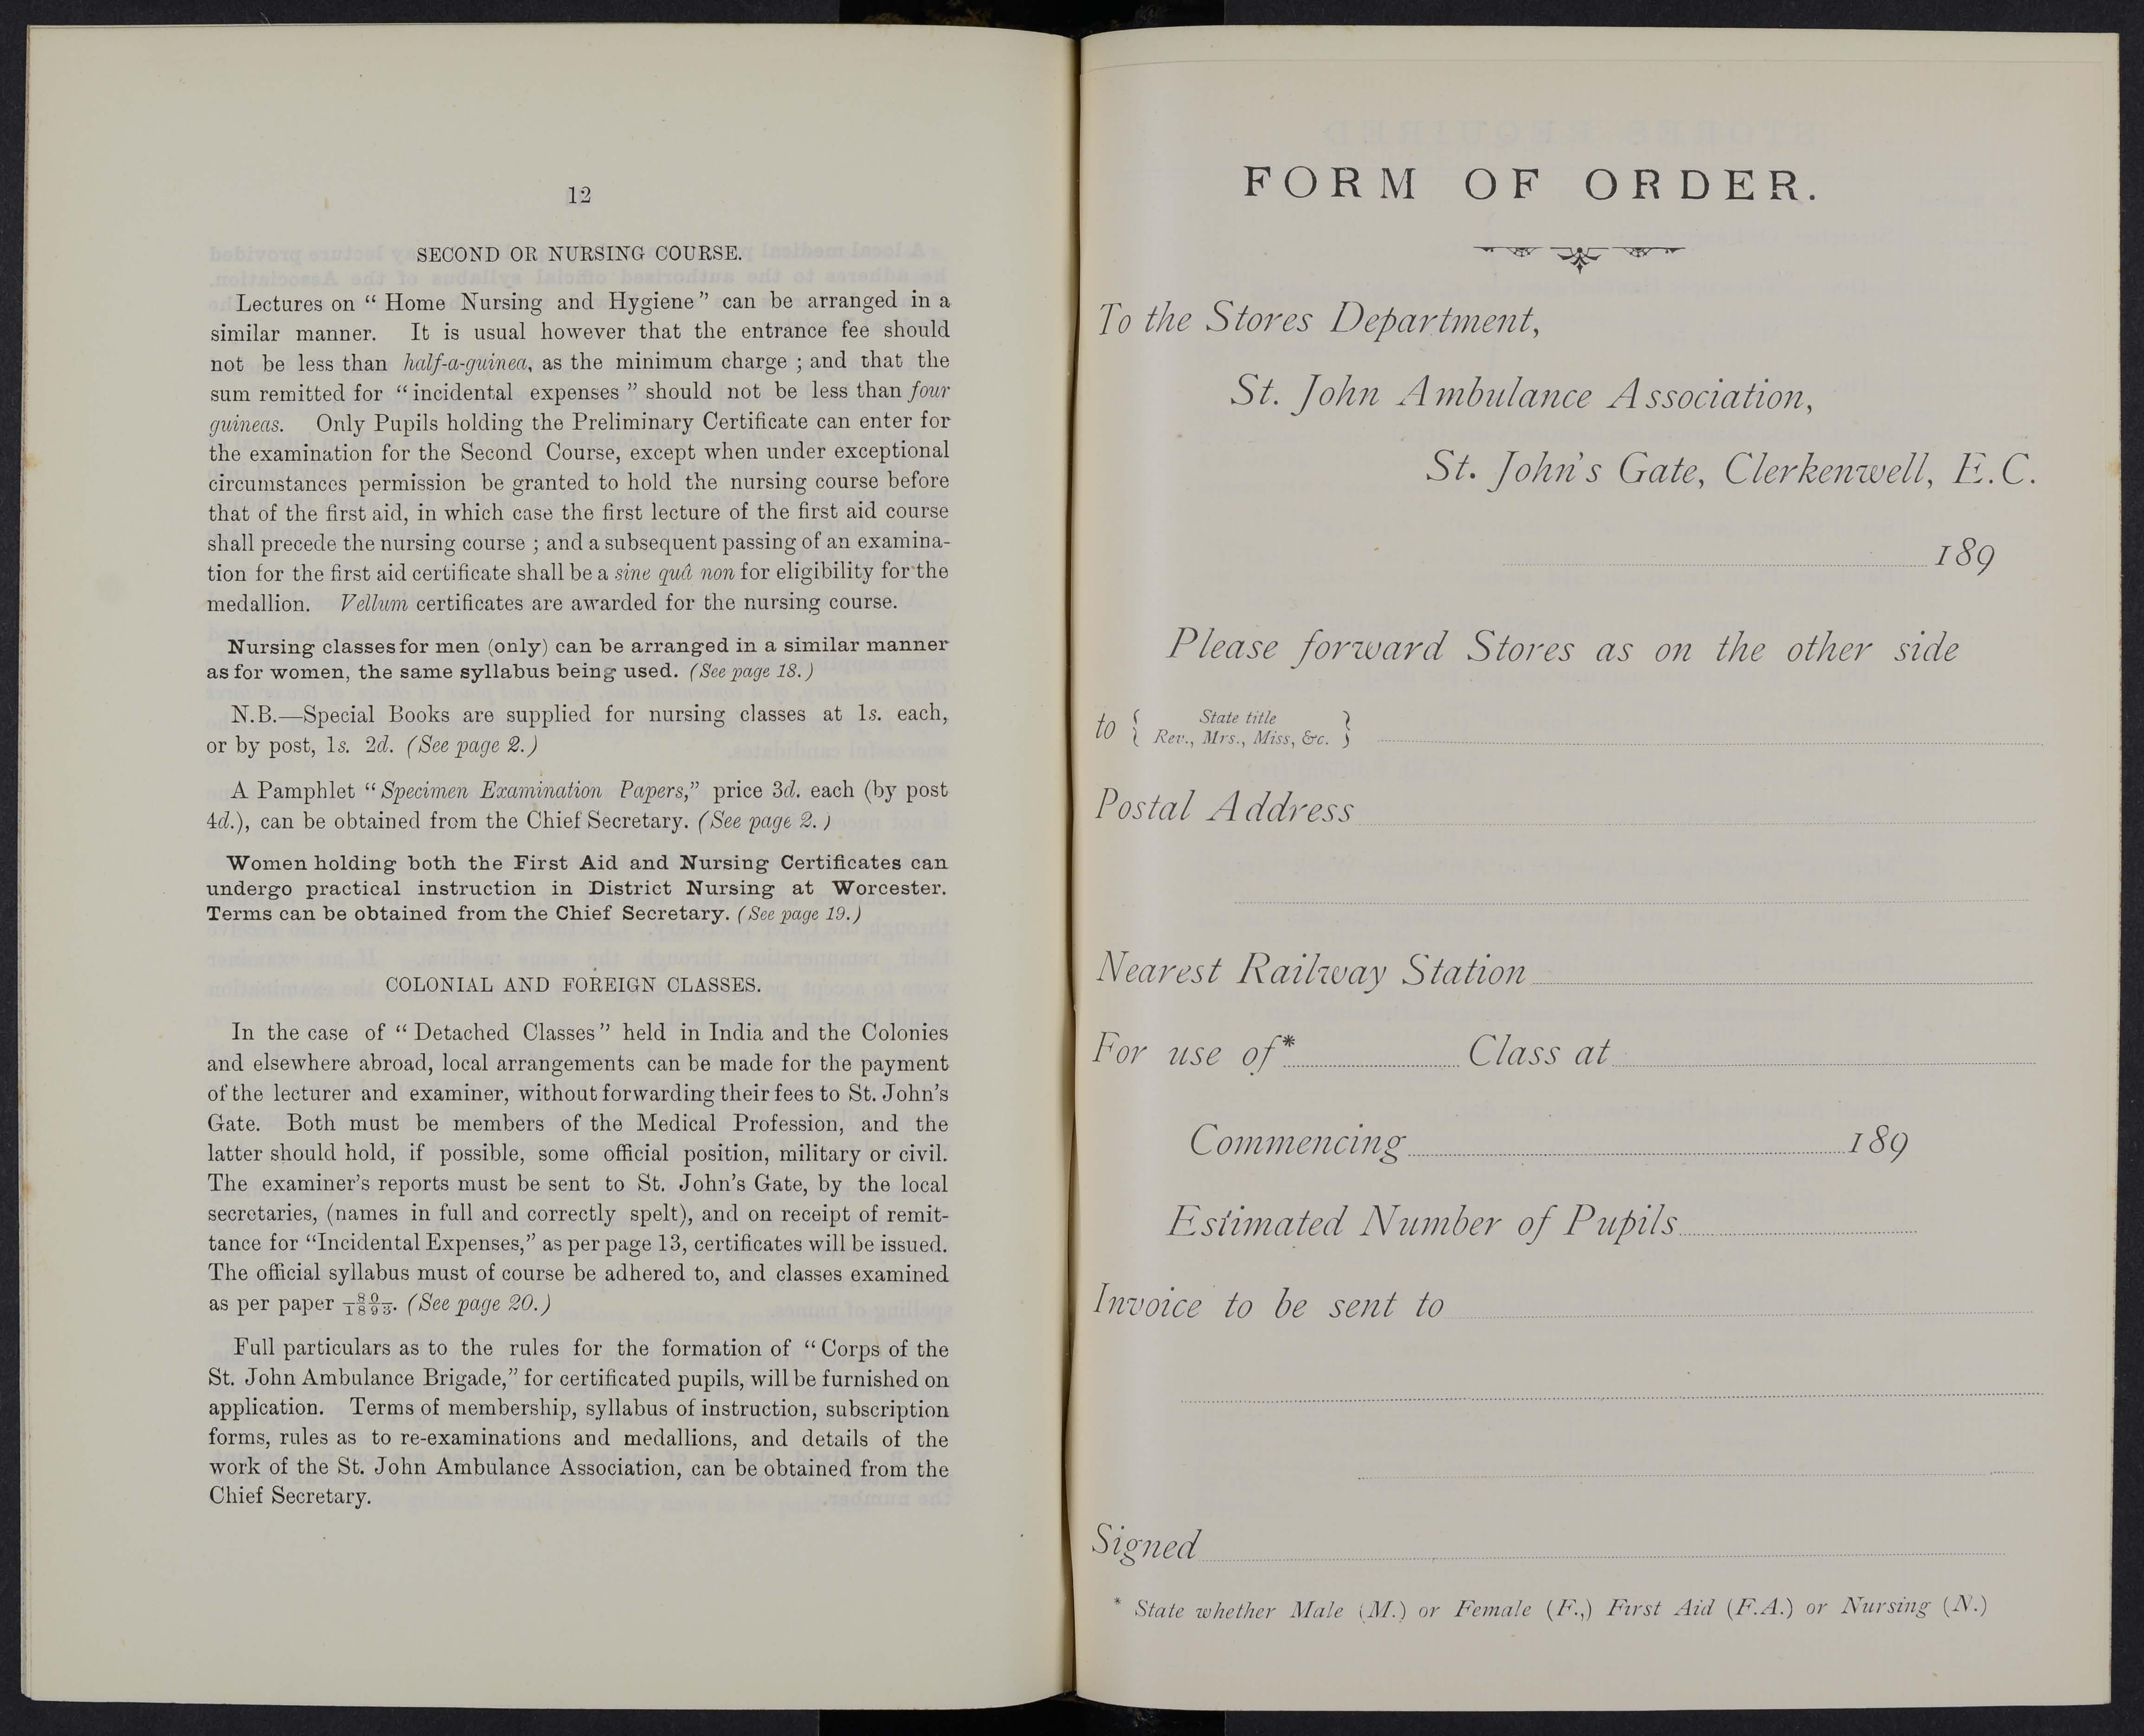 12
SECOND OR NURSING COURSE.
Lectures on “ Home Nursing and Hygiene” can be arranged in a
similar manner. It is usual however that the entrance fee should
not be less than half-a-guinea, as the minimum charge ; and that the
sum remitted for “ incidental expenses ” should not be less than four
guineas. Only Pupils holding the Preliminary Certificate can enter for
the examination for the Second Course, except when under exceptional
circumstances permission be granted to hold the nursing course before
that of the first aid, in which case the first lecture of the first aid course
shall precede the nursing course ; and a subsequent passing of an examina-
tion for the first aid certificate shall be a sine quâ non for eligibility for the
medallion. Vellum certificates are awarded for the nursing course.
Nursing classes for men (only) can be arranged in a similar manner
as for women, the same syllabus being used. (See page 18.)
N.B.—Special Books are supplied for nursing classes at 1s. each,
or by post, 1s. 2d. (See page 2.)
A Pamphlet “ Specimen Examination Papers,” price 3d. each (by post
4d.), can be obtained from the Chief Secretary. (See page 2.)
Women holding both the First Aid and Nursing Certificates can
undergo practical instruction in District Nursing at Worcester.
Terms can be obtained from the Chief Secretary. (See page 19.)
COLONIAL AND FOREIGN CLASSES.
In the case of “ Detached Classes ” held in India and the Colonies
and elsewhere abroad, local arrangements can be made for the payment
of the lecturer and examiner, without forwarding their fees to St. John’s
Gate. Both must be members of the Medical Profession, and the
latter should hold, if possible, some official position, military or civil.
The examiner’s reports must be sent to St. John’s Gate, by the local
secretaries, (names in full and correctly spelt), and on receipt of remit-
tance for “Incidental Expenses,” as per page 13, certificates will be issued.
The official syllabus must of course be adhered to, and classes examined
as per paper 80/1893. (See page 20.)
Full particulars as to the rules for the formation of “ Corps of the
St. John Ambulance Brigade,” for certificated pupils, will be furnished on
application. Terms of membership, syllabus of instruction, subscription
forms, rules as to re-examinations and medallions, and details of the
work of the St. John Ambulance Association, can be obtained from the
Chief Secretary.
FORM OF ORDER.
To the Stores Department,
St. John Ambulance Association,
St. John's Gate, Clerkenwell, E.C.
189
Please forward Stores as on the other side
to { State title
Rev., Mrs., Miss, &c. }
Postal Address
Nearest Railway Station
For use of* Class at
Commencing 189
Estimated Number of Pupils
Invoice to be sent to
Signed
* State whether Male (M.) or Female (F.,) First Aid (F.A.) or Nursing (N.)